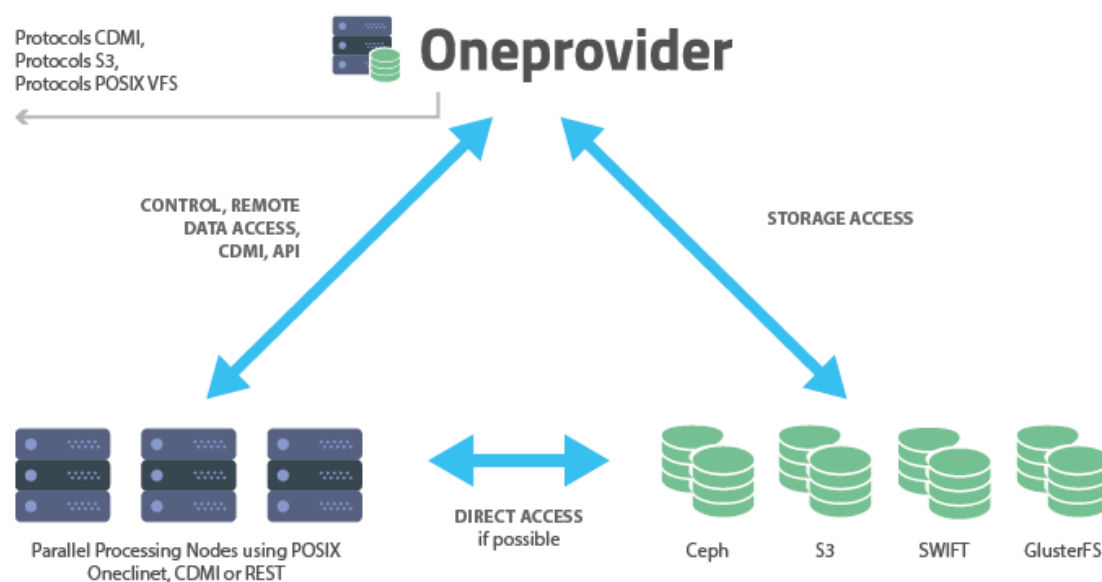 Protocols CDMI,
Protocols S3,
Protocols POSIX VFS
Oneprovider
CONTROL, REMOTE
DATA ACCESS,
CDMI, API
STORAGE ACCESS
DIRECT ACCESS
if possible
Parallel Processing Nodes using POSIX
Oneclinet, CDMI or REST
Ceph
S3
SWIFT
GlusterFS